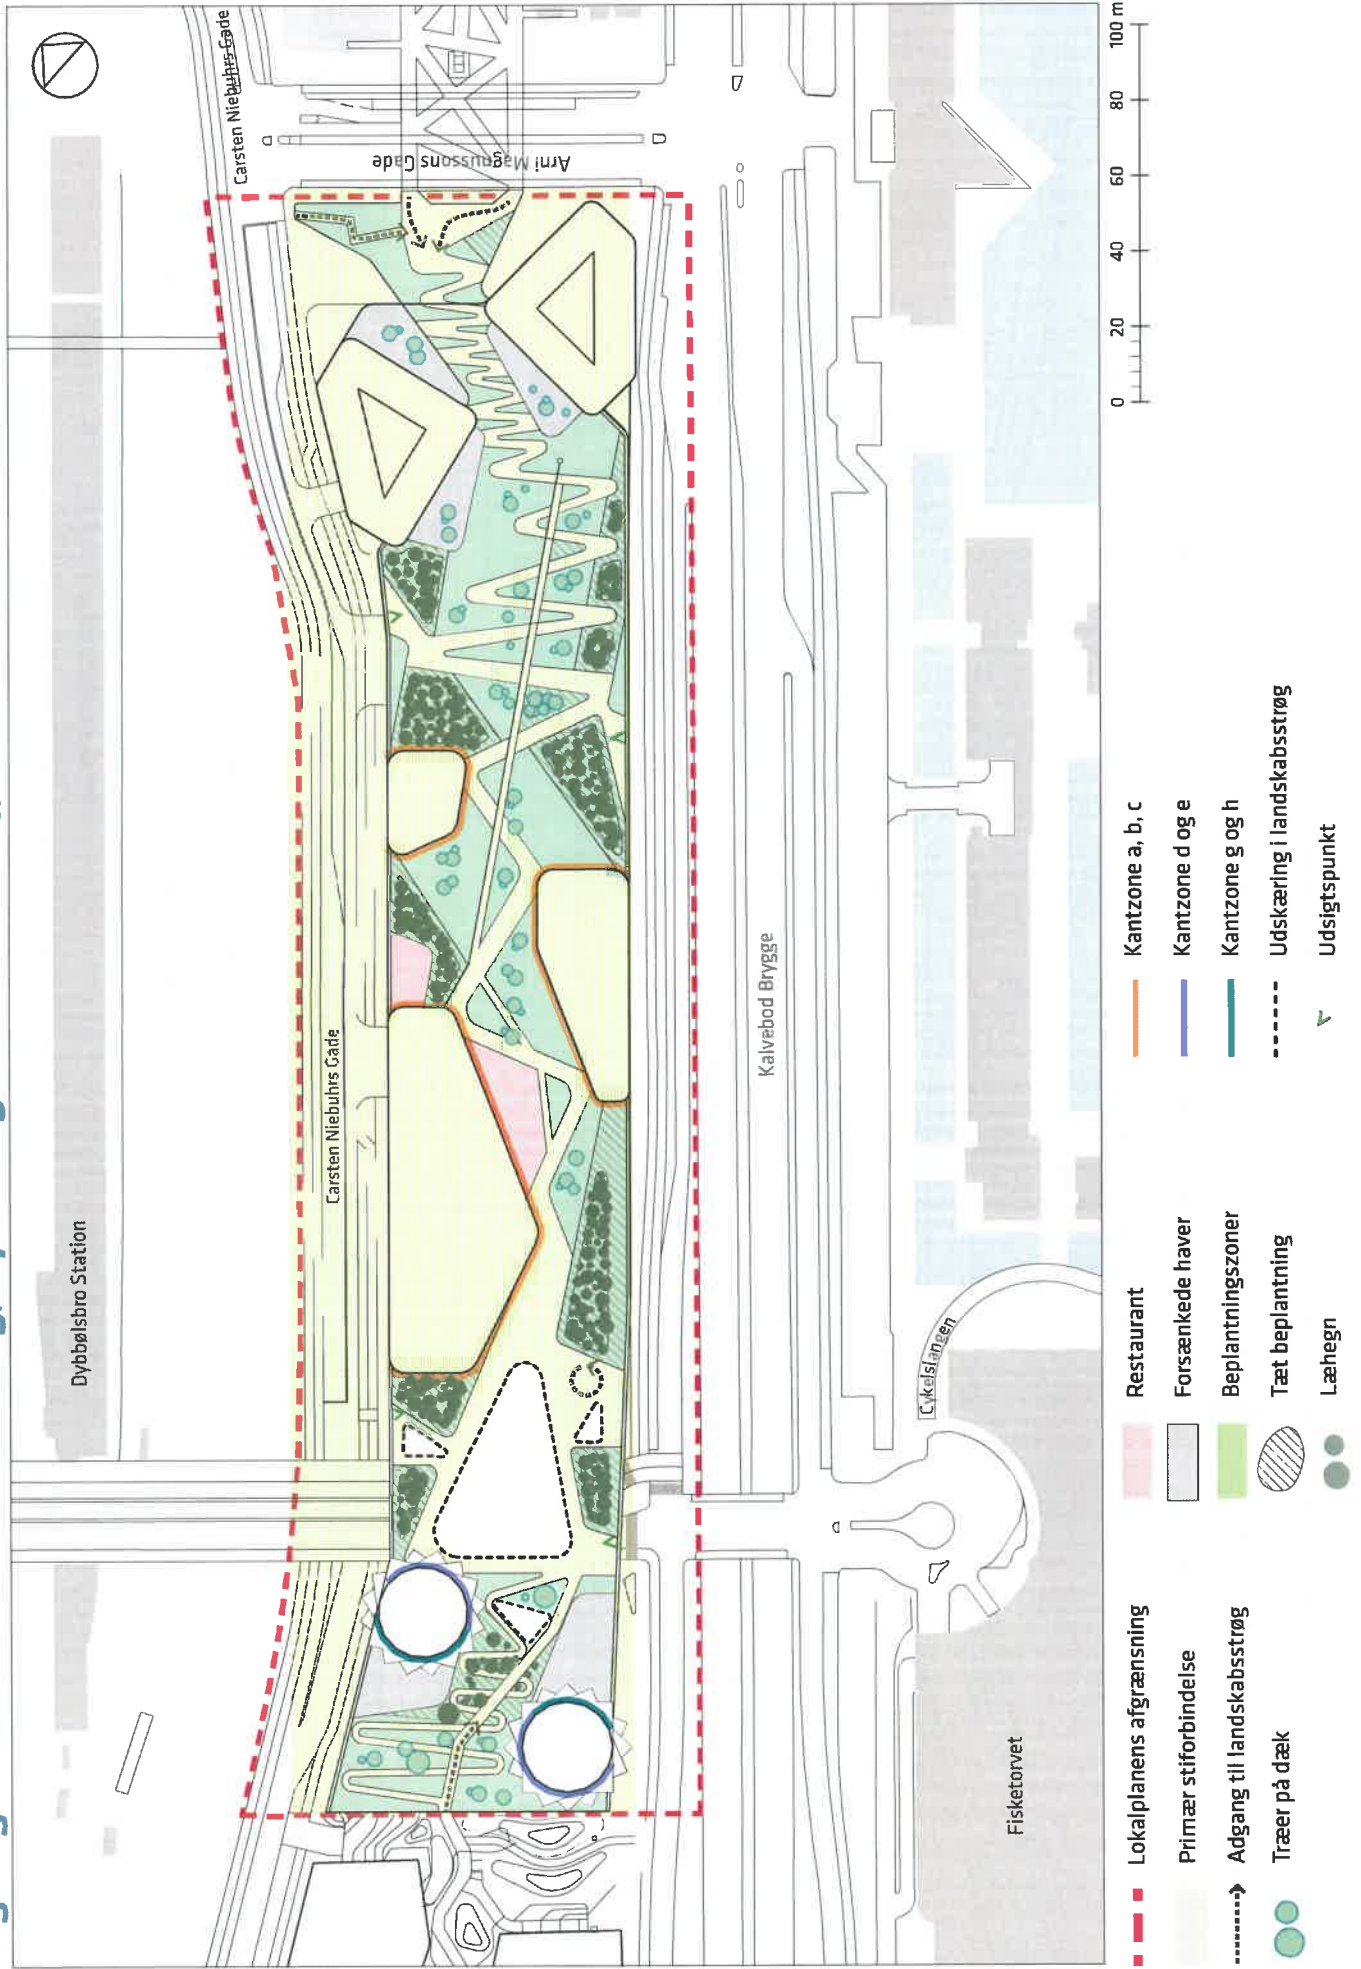 Dybbølsbro Station
Carsten Niebuhrs Gade
Carsten Niebuhrs Gade
Arni Magnussons Gade
Kalvebod Brygge
Cykelslangen
Fisketorvet
Lokalplanens afgrænsning
Primær stiforbindelse
Adgang til landskabsstrøg
Træer på dæk
Restaurant
Forsænkede haver
Beplantningszoner
Tæt beplantning
Læhegn
Kantzone a, b, c
Kantzone d og e
Kantzone g og h
Udskæring i landskabsstrøg
Udsigtspunkt
0 20 40 60 80 100 m